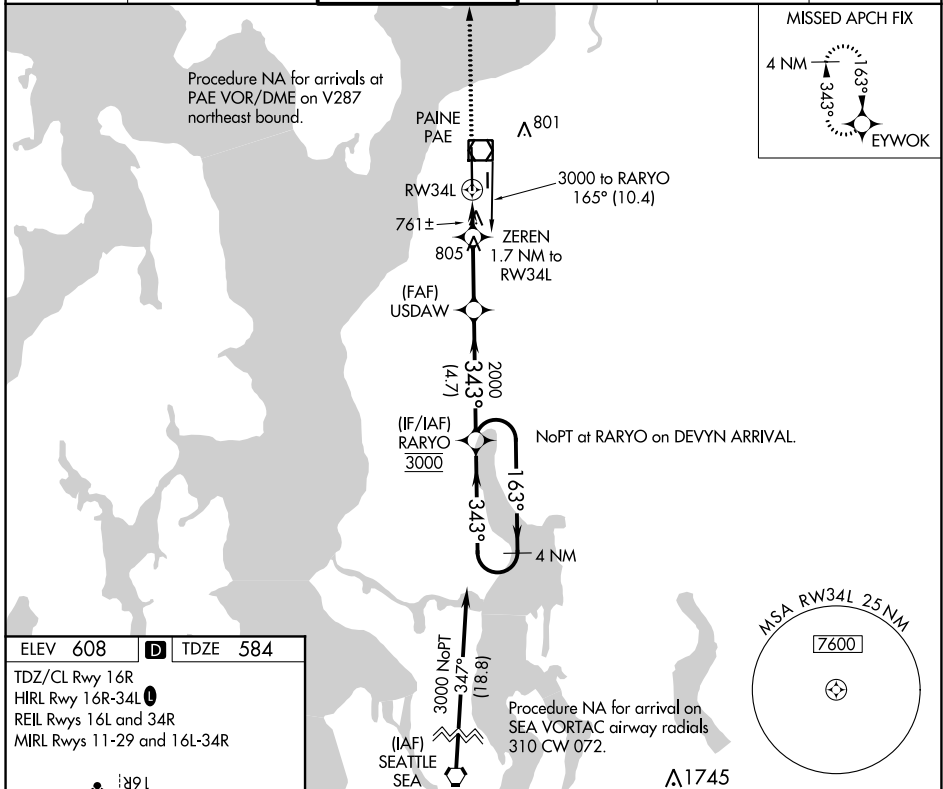 MISSED APCH FIX
4 NM
163°
343°
EYWOK
Procedure NA for arrivals at
PAE VOR/DME on V287
northeast bound.
PAINE
PAE
801
RW34L
3000 to RARYO
165° (10.4)
761±
805
ZEREN
1.7 NM to
RW34L
(FAF)
USDAW
2000
343°
(4.7)
(IF/IAF)
RARYO
3000
NoPT at RARYO on DEVYN ARRIVAL.
163°
343°
4 NM
MSA RW34L 25 NM
7600
3000 NoPT
347°
(18.8)
Procedure NA for arrival on
SEA VORTAC airway radials
310 CW 072.
(IAF)
SEATTLE
SEA
1745
ELEV 608 D TDZE 584
TDZ/CL Rwy 16R
HIRL Rwy 16R-34L L
REIL Rwys 16L and 34R
MIRL Rwys 11-29 and 16L-34R
16R